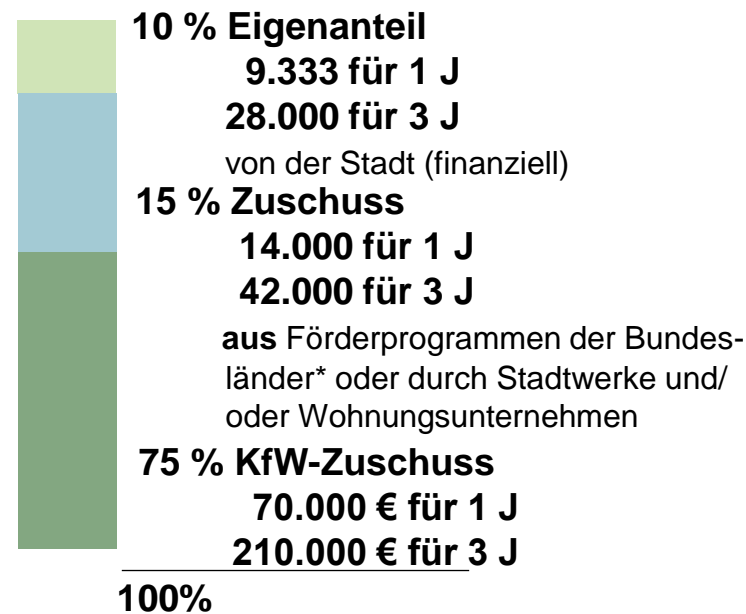 10 % Eigenanteil
9.333 für 1 J
28.000 für 3 J
von der Stadt (finanziell)
15 % Zuschuss
14.000 für 1 J
42.000 für 3 J
aus Förderprogrammen der Bundes-
länder* oder durch Stadtwerke und/
oder Wohnungsunternehmen
75 % KfW-Zuschuss
70.000 € für 1 J
210.000 € für 3 J
100%